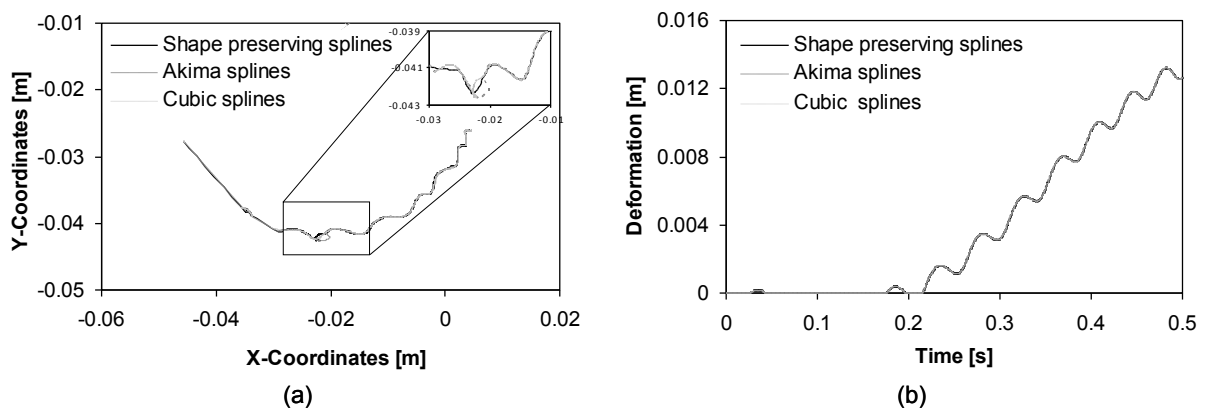 -0.01
-0.02
-0.03
-0.04
-0.05
Y-Coordinates [m]
Shape preserving splines
Akima splines
Cubic splines
-0.039
-0.041
-0.043
-0.03
-0.02
-0.01
-0.06
-0.04
-0.02
0
0.02
X-Coordinates [m]
(a)
0.016
0.012
0.008
0.004
0
Deformation [m]
Shape preserving splines
Akima splines
Cubic splines
0
0.1
0.2
0.3
0.4
0.5
Time [s]
(b)